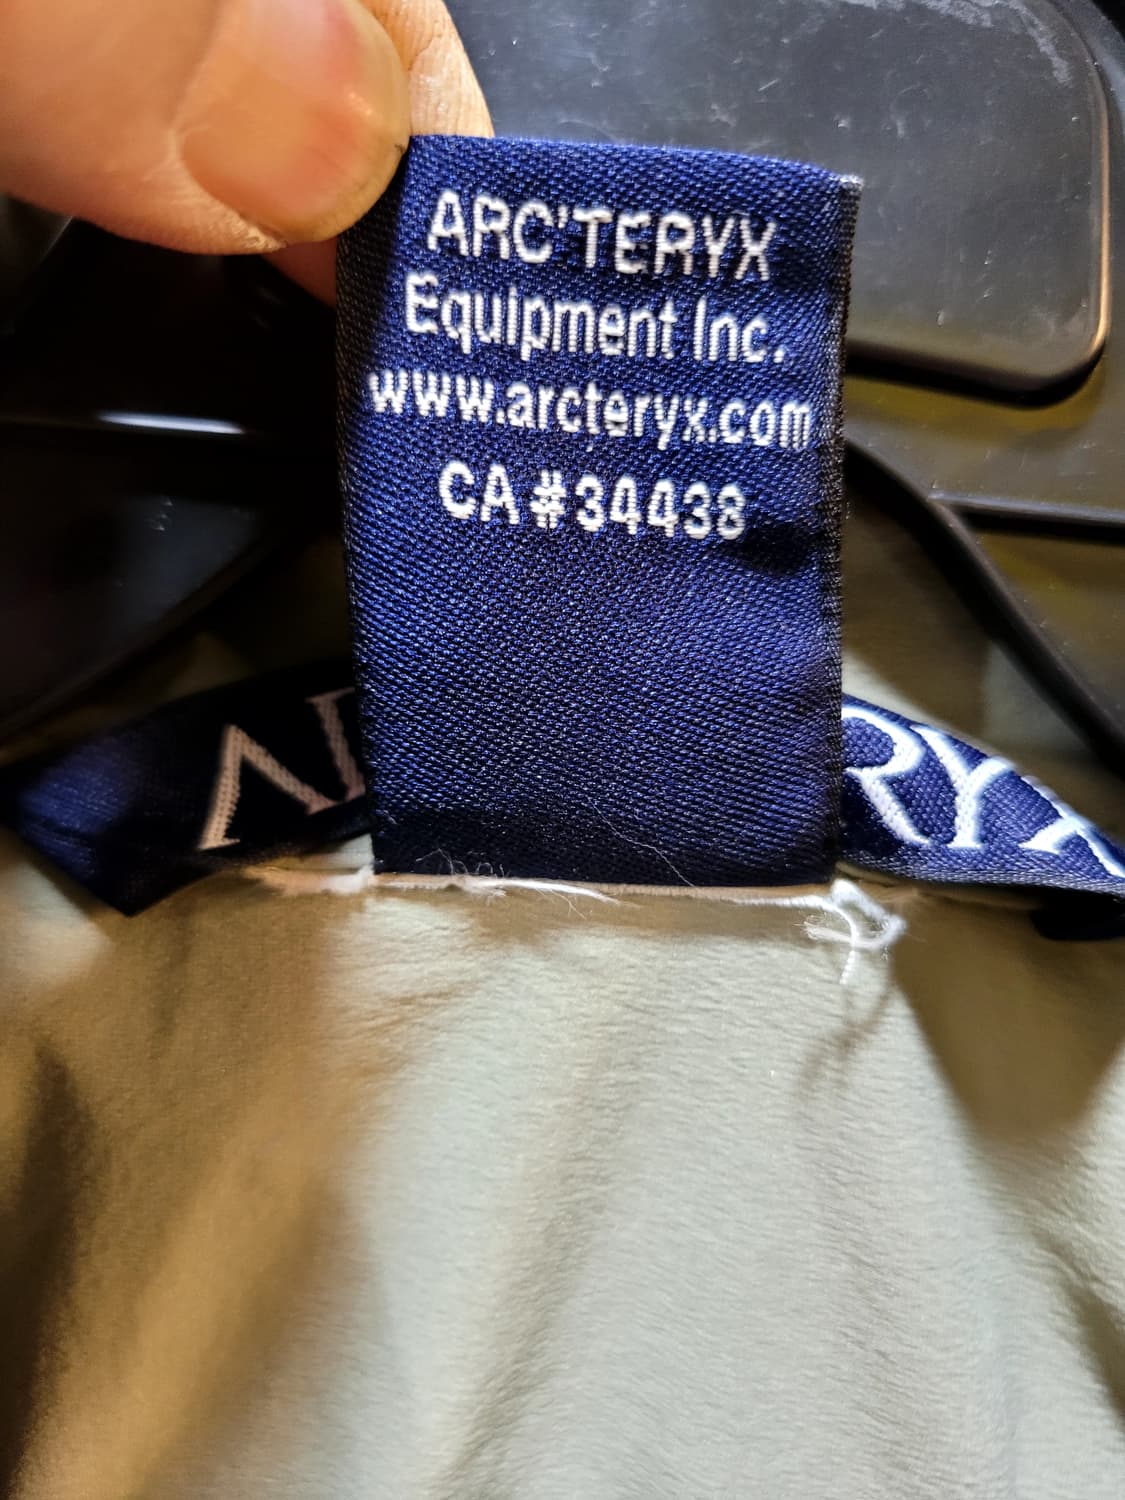 ARC'TERYX
Equipment Inc.
www.arcteryx.com
CA #34438